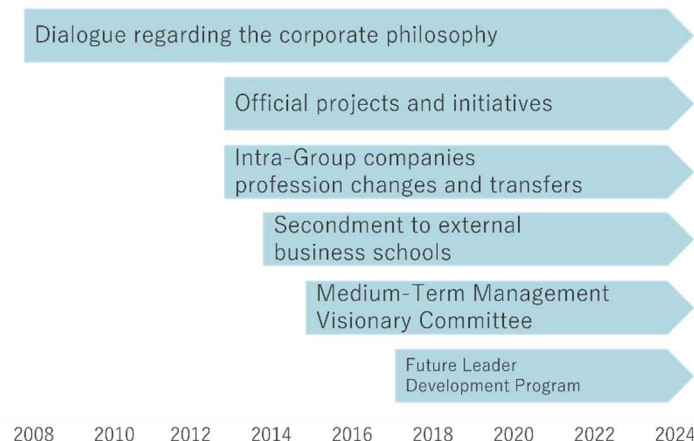 Dialogue regarding the corporate philosophy
Official projects and initiatives
Intra-Group companies
profession changes and transfers
Secondment to external
business schools
Medium-Term Management
Visionary Committee
Future Leader
Development Program
2008 2010 2012 2014 2016 2018 2020 2022 2024